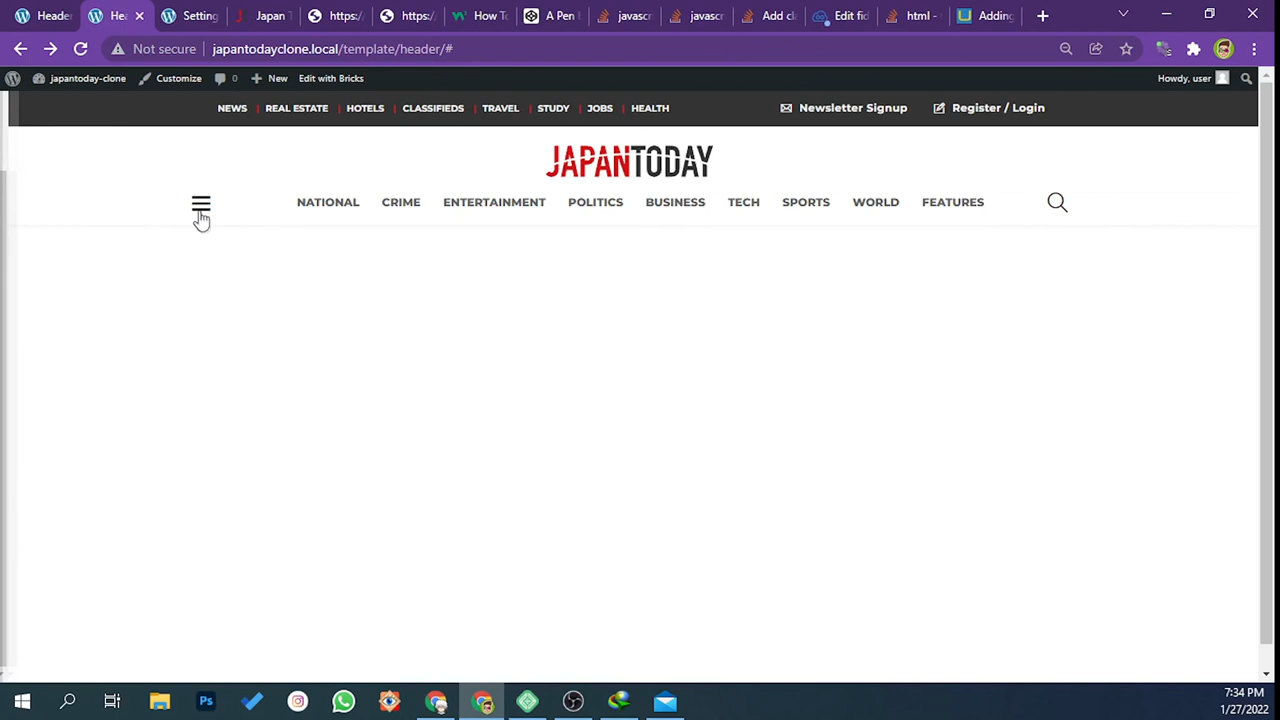 Header
He
Setting
Japan T
https:/
https:/
How To
A Pen b
javascr
javascr
Add cl
Edit fid
html -
Adding
Not secure
japantodayclone.local/template/header/#
japantoday-clone
Customize
0
New
Edit with Bricks
Howdy, user
NEWS | REAL ESTATE | HOTELS | CLASSIFIEDS | TRAVEL | STUDY | JOBS | HEALTH
Newsletter Signup
Register / Login
JAPANTODAY
NATIONAL CRIME ENTERTAINMENT POLITICS BUSINESS TECH SPORTS WORLD FEATURES
Ps
7:34 PM
1/27/2022